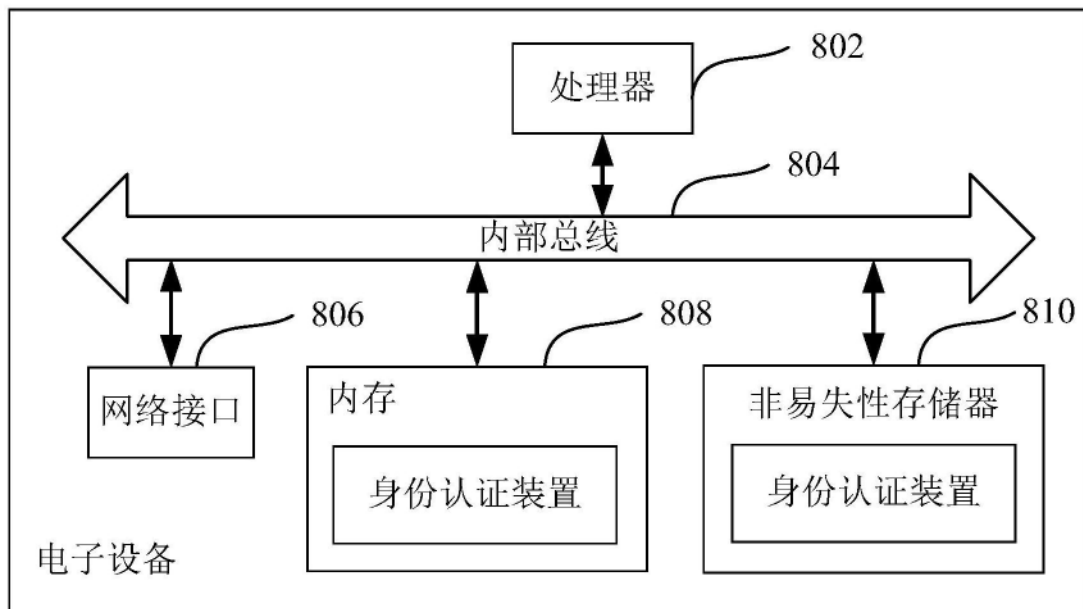 802
处理器
804
内部总线
806
808
810
网络接口
内存
非易失性存储器
身份认证装置
身份认证装置
电子设备